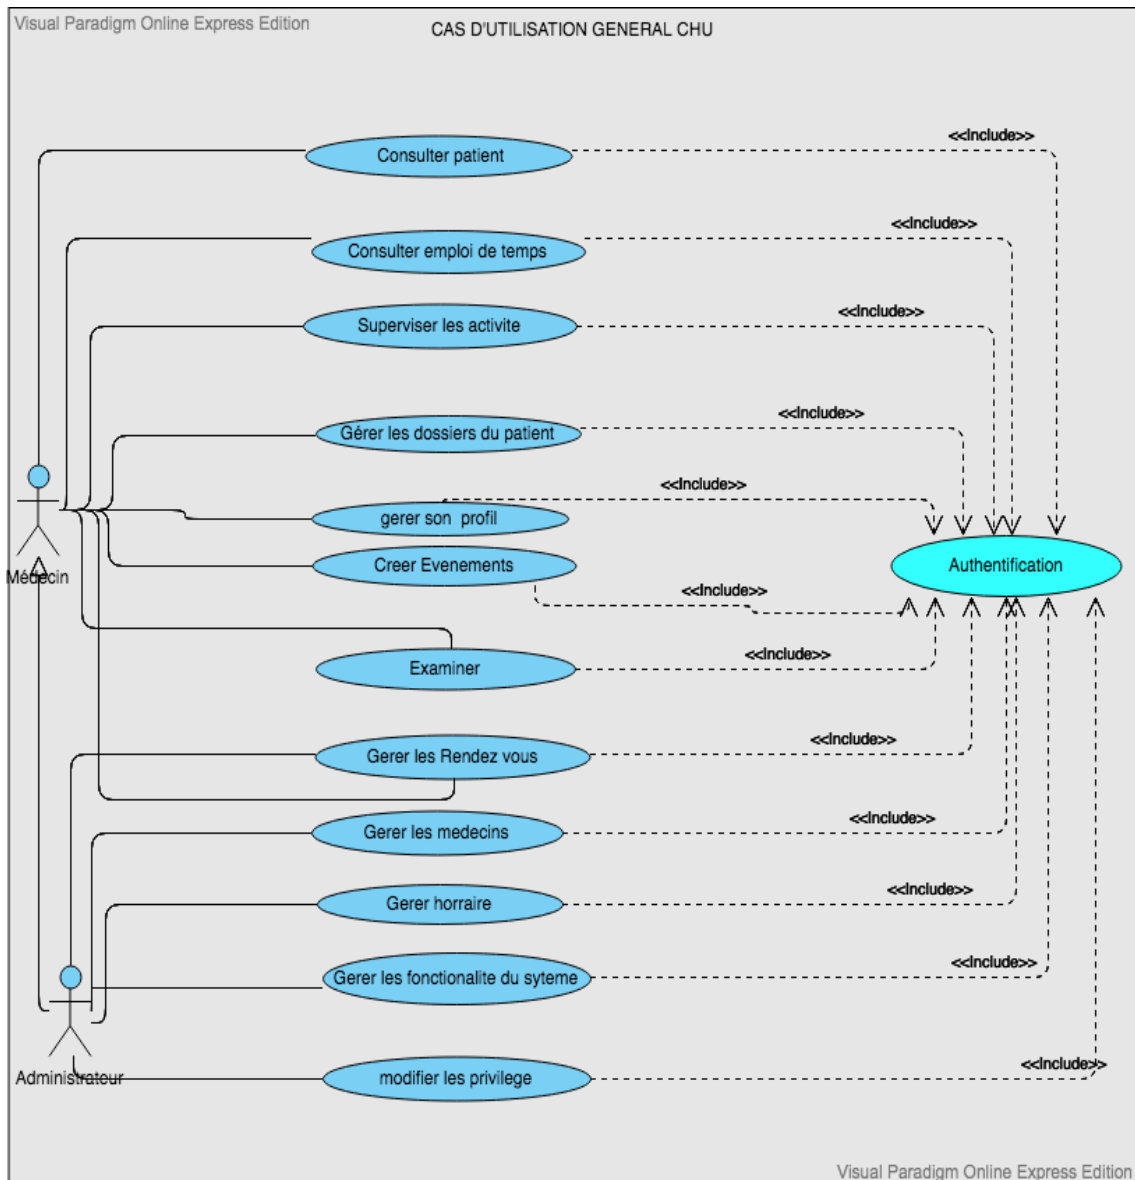 Visual Paradigm Online Express Edition
CAS D'UTILISATION GENERAL CHU
<<Include>>
Consulter patient
<<Include>>
Consulter emploi de temps
<<Include>>
Superviser les activite
<<Include>>
Gérer les dossiers du patient
<<Include>>
gerer son profil
Creer Evenements
Authentification
Médecin
<<Include>>
<<Include>>
Examiner
<<Include>>
Gerer les Rendez vous
<<Include>>
Gerer les medecins
<<Include>>
Gerer horraire
<<Include>>
Gerer les fonctionalite du syteme
<<Include>>
Administrateur
modifier les privilege
Visual Paradigm Online Express Edition